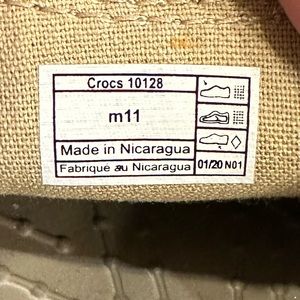 Crocs 10128
m11
Made in Nicaragua
Fabriqué au Nicaragua
01/20 N01